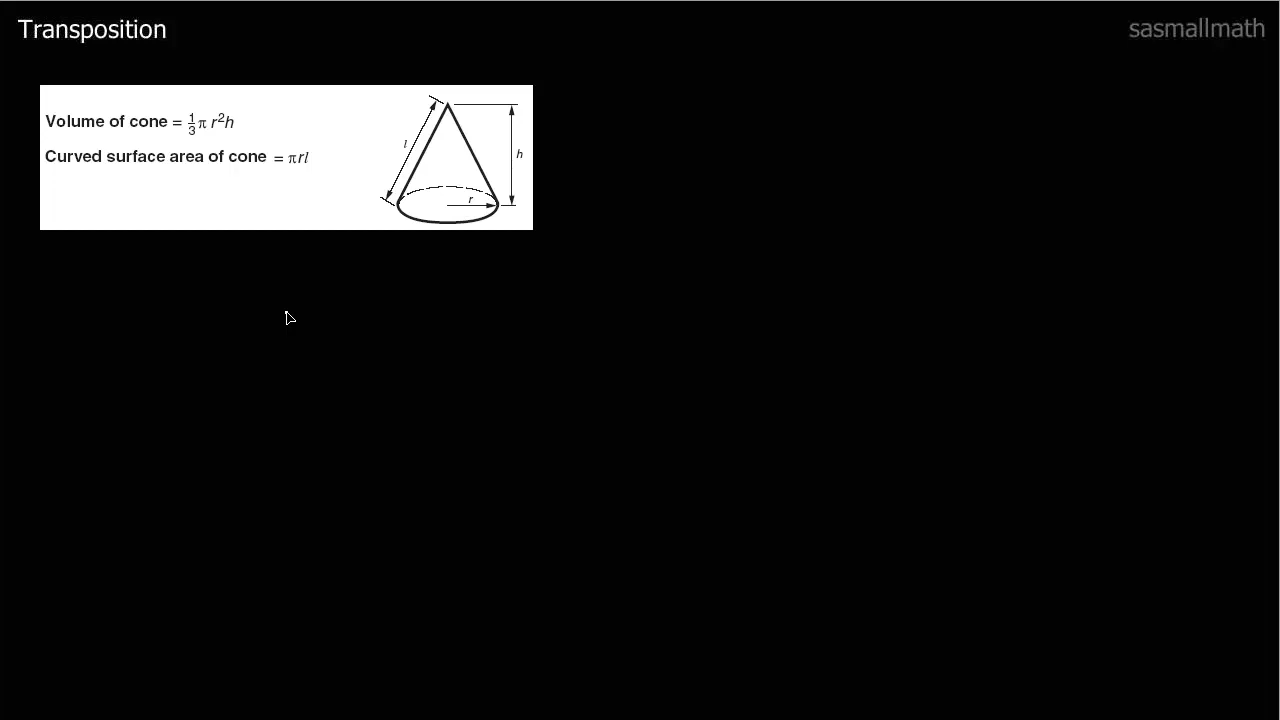 Transposition
sasmallmath
Volume of cone = 1/3 π r²h
Curved surface area of cone = πrl
l
h
r